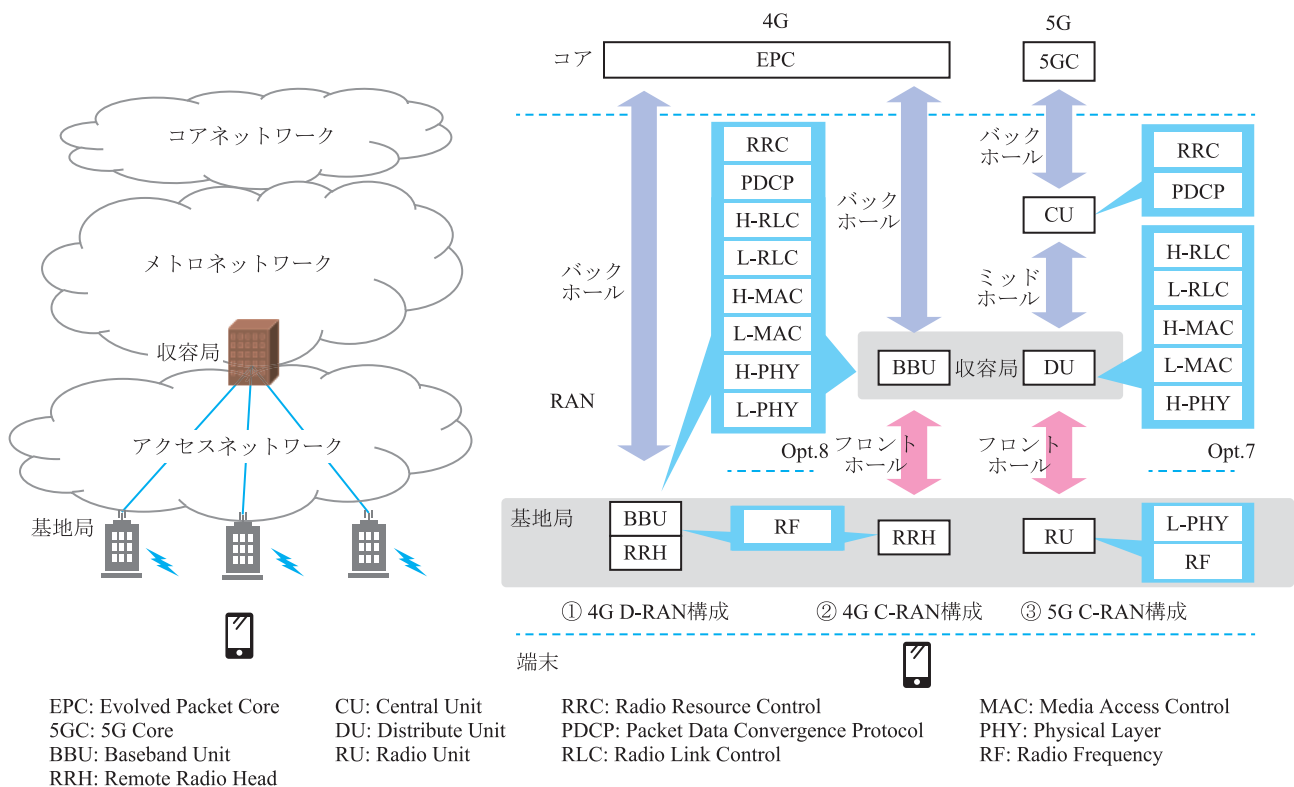 コアネットワーク
メトロネットワーク
収容局
アクセスネットワーク
基地局
4G
5G
コア
EPC
5GC
バック
ホール
RRC
PDCP
H-RLC
L-RLC
H-MAC
L-MAC
H-PHY
L-PHY
Opt.8
バック
ホール
バック
ホール
CU
RRC
PDCP
ミッド
ホール
H-RLC
L-RLC
H-MAC
L-MAC
H-PHY
Opt.7
RAN
BBU
収容局
DU
フロント
ホール
フロント
ホール
基地局
BBU
RRH
RF
RRH
RU
L-PHY
RF
① 4G D-RAN構成
② 4G C-RAN構成
③ 5G C-RAN構成
端末
EPC: Evolved Packet Core
5GC: 5G Core
BBU: Baseband Unit
RRH: Remote Radio Head
CU: Central Unit
DU: Distribute Unit
RU: Radio Unit
RRC: Radio Resource Control
PDCP: Packet Data Convergence Protocol
RLC: Radio Link Control
MAC: Media Access Control
PHY: Physical Layer
RF: Radio Frequency